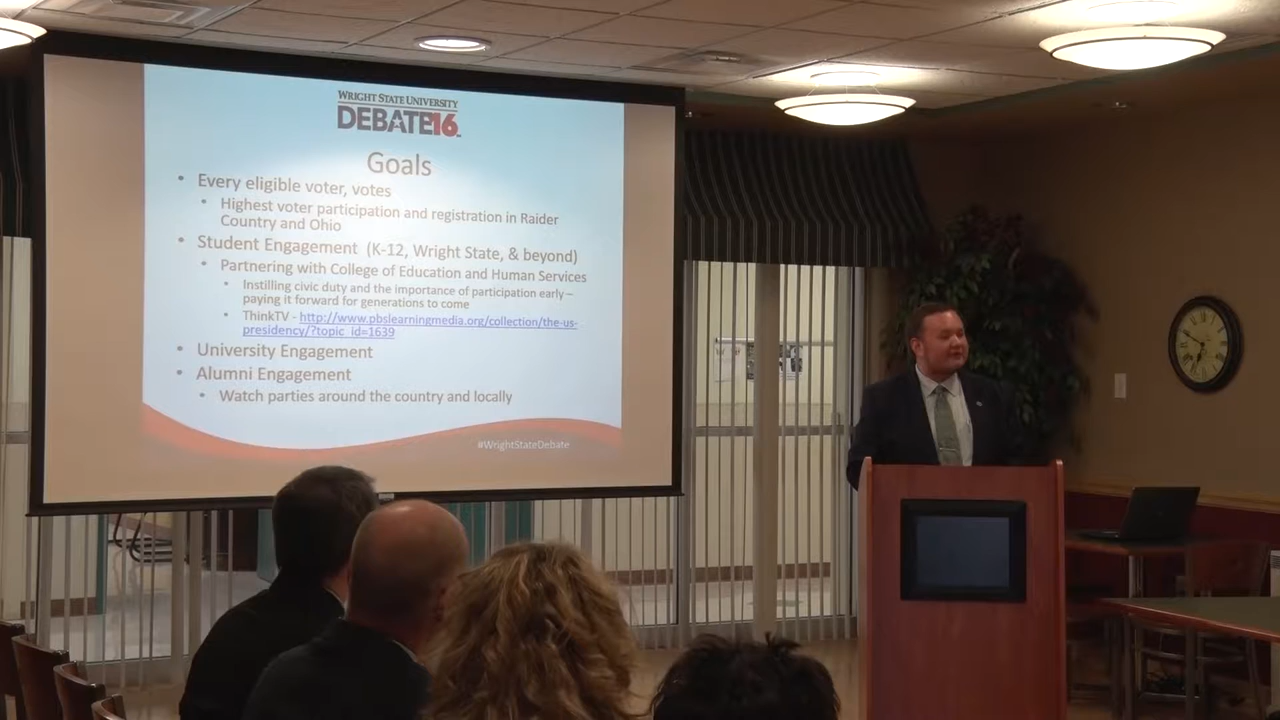 WRIGHT STATE UNIVERSITY
DEBATE16
Goals
• Every eligible voter, votes
• Highest voter participation and registration in Raider
Country and Ohio
• Student Engagement (K-12, Wright State, & beyond)
• Partnering with College of Education and Human Services
• Instilling civic duty and the importance of participation early –
paying it forward for generations to come
• ThinkTV - http://www.pbslearningmedia.org/collection/the-us-
presidency/?topic_id=1639
• University Engagement
• Alumni Engagement
• Watch parties around the country and locally
#WrightStateDebate